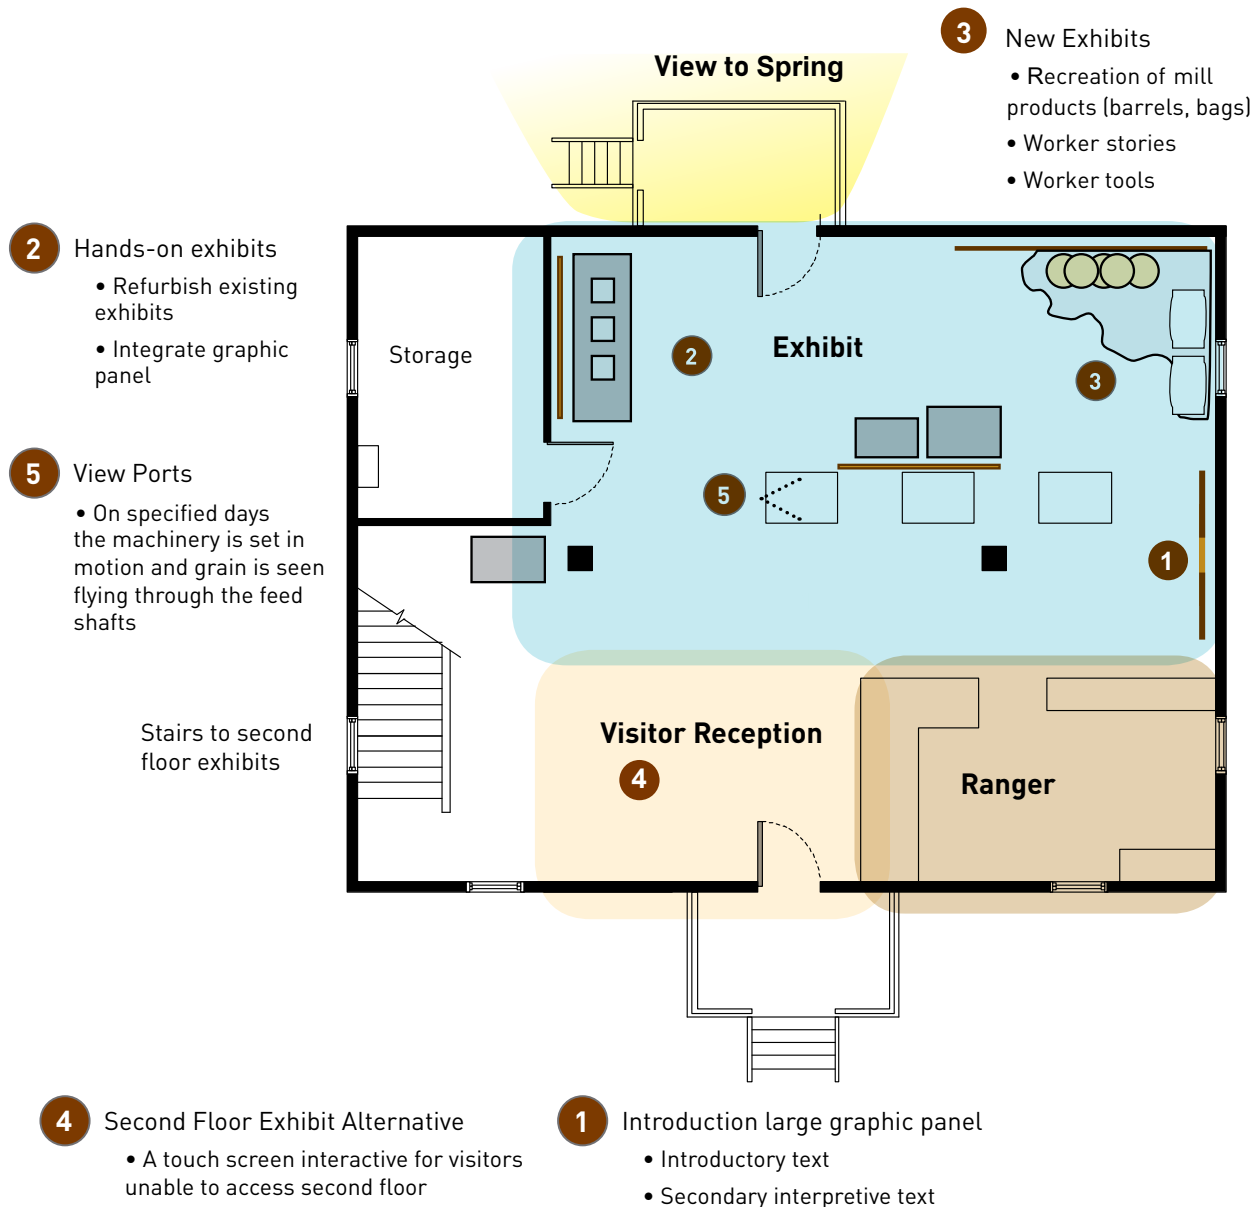 View to Spring
3 New Exhibits
• Recreation of mill
products (barrels, bags)
• Worker stories
• Worker tools
2 Hands-on exhibits
• Refurbish existing
exhibits
• Integrate graphic
panel
5 View Ports
• On specified days
the machinery is set in
motion and grain is seen
flying through the feed
shafts
Stairs to second
floor exhibits
Storage
2
Exhibit
3
5
1
Visitor Reception
4
Ranger
4 Second Floor Exhibit Alternative
• A touch screen interactive for visitors
unable to access second floor
1 Introduction large graphic panel
• Introductory text
• Secondary interpretive text